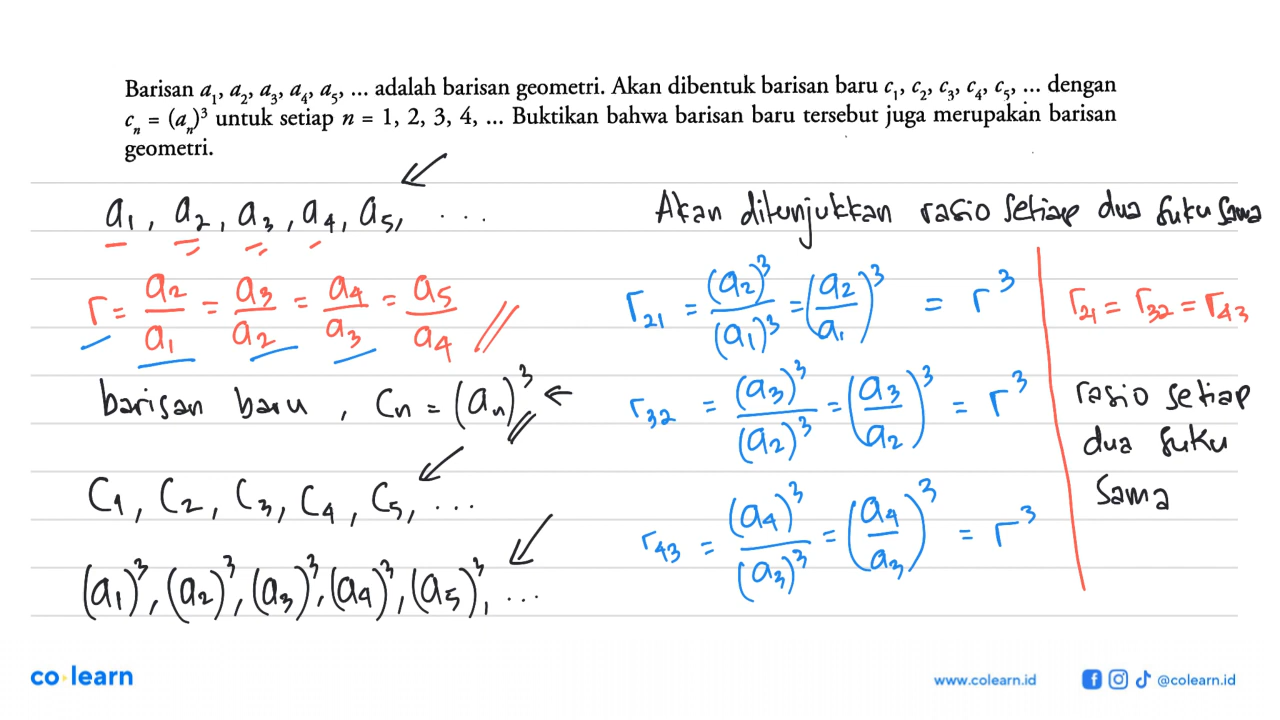 Barisan a₁, a₂, a₃, a₄, a₅, ... adalah barisan geometri. Akan dibentuk barisan baru c₁, c₂, c₃, c₄, c₅, ... dengan
cₙ = (aₙ)³ untuk setiap n = 1, 2, 3, 4, ... Buktikan bahwa barisan baru tersebut juga merupakan barisan
geometri.
a₁, a₂, a₃, a₄, a₅, ...
r = a₂/a₁ = a₃/a₂ = a₄/a₃ = a₅/a₄
barisan baru, Cₙ = (aₙ)³
C₁, C₂, C₃, C₄, C₅, ...
(a₁)³, (a₂)³, (a₃)³, (a₄)³, (a₅)³, ...
Akan ditunjukkan rasio setiap dua suku sama
r₂₁ = (a₂)³/(a₁)³ = (a₂/a₁)³ = r³
r₃₂ = (a₃)³/(a₂)³ = (a₃/a₂)³ = r³
r₄₃ = (a₄)³/(a₃)³ = (a₄/a₃)³ = r³
r₂₁ = r₃₂ = r₄₃
rasio setiap
dua suku
sama
co·learn
www.colearn.id
@colearn.id